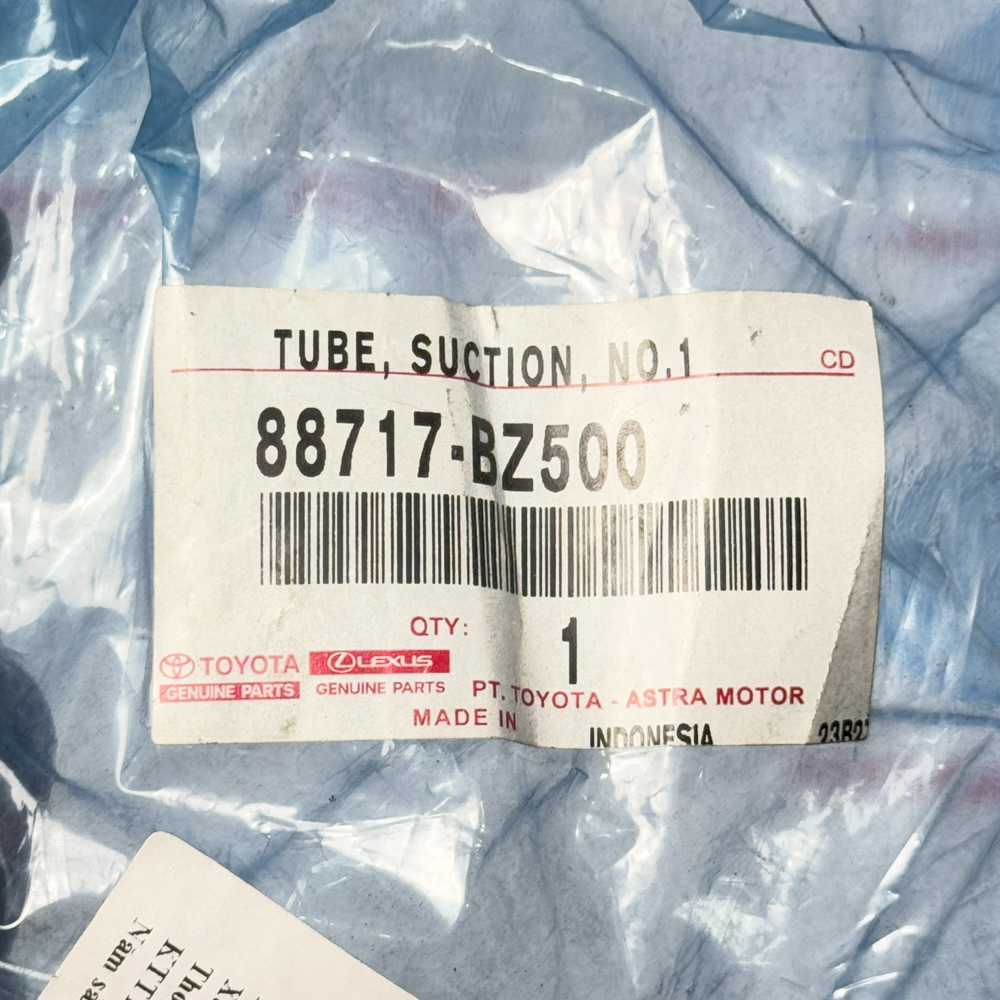 TUBE, SUCTION, NO.1
CD
88717-BZ500
QTY: 1
TOYOTA
GENUINE PARTS
LEXUS
GENUINE PARTS
PT. TOYOTA - ASTRA MOTOR
MADE IN INDONESIA
Năm